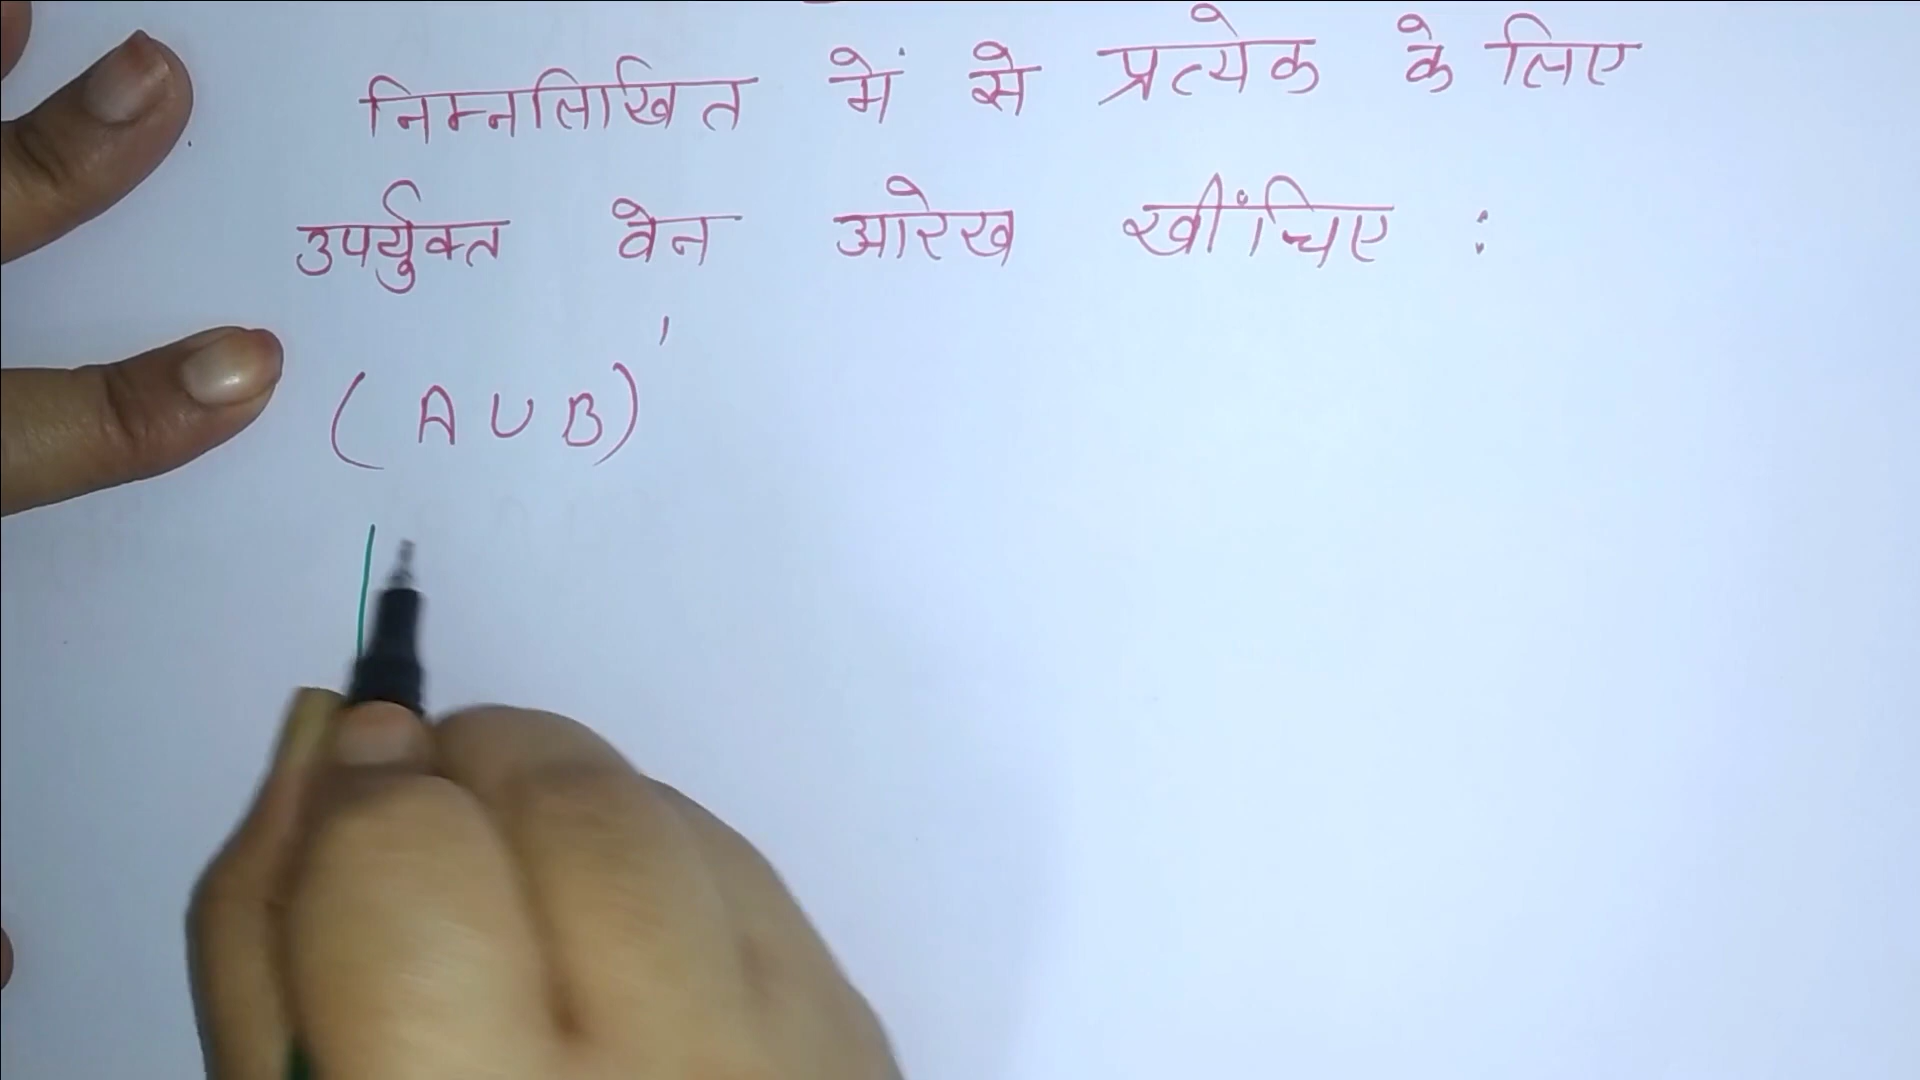 निम्नलिखित में से प्रत्येक के लिए
उपर्युक्त वेन आरेख खींचिए :
( A ∪ B )'